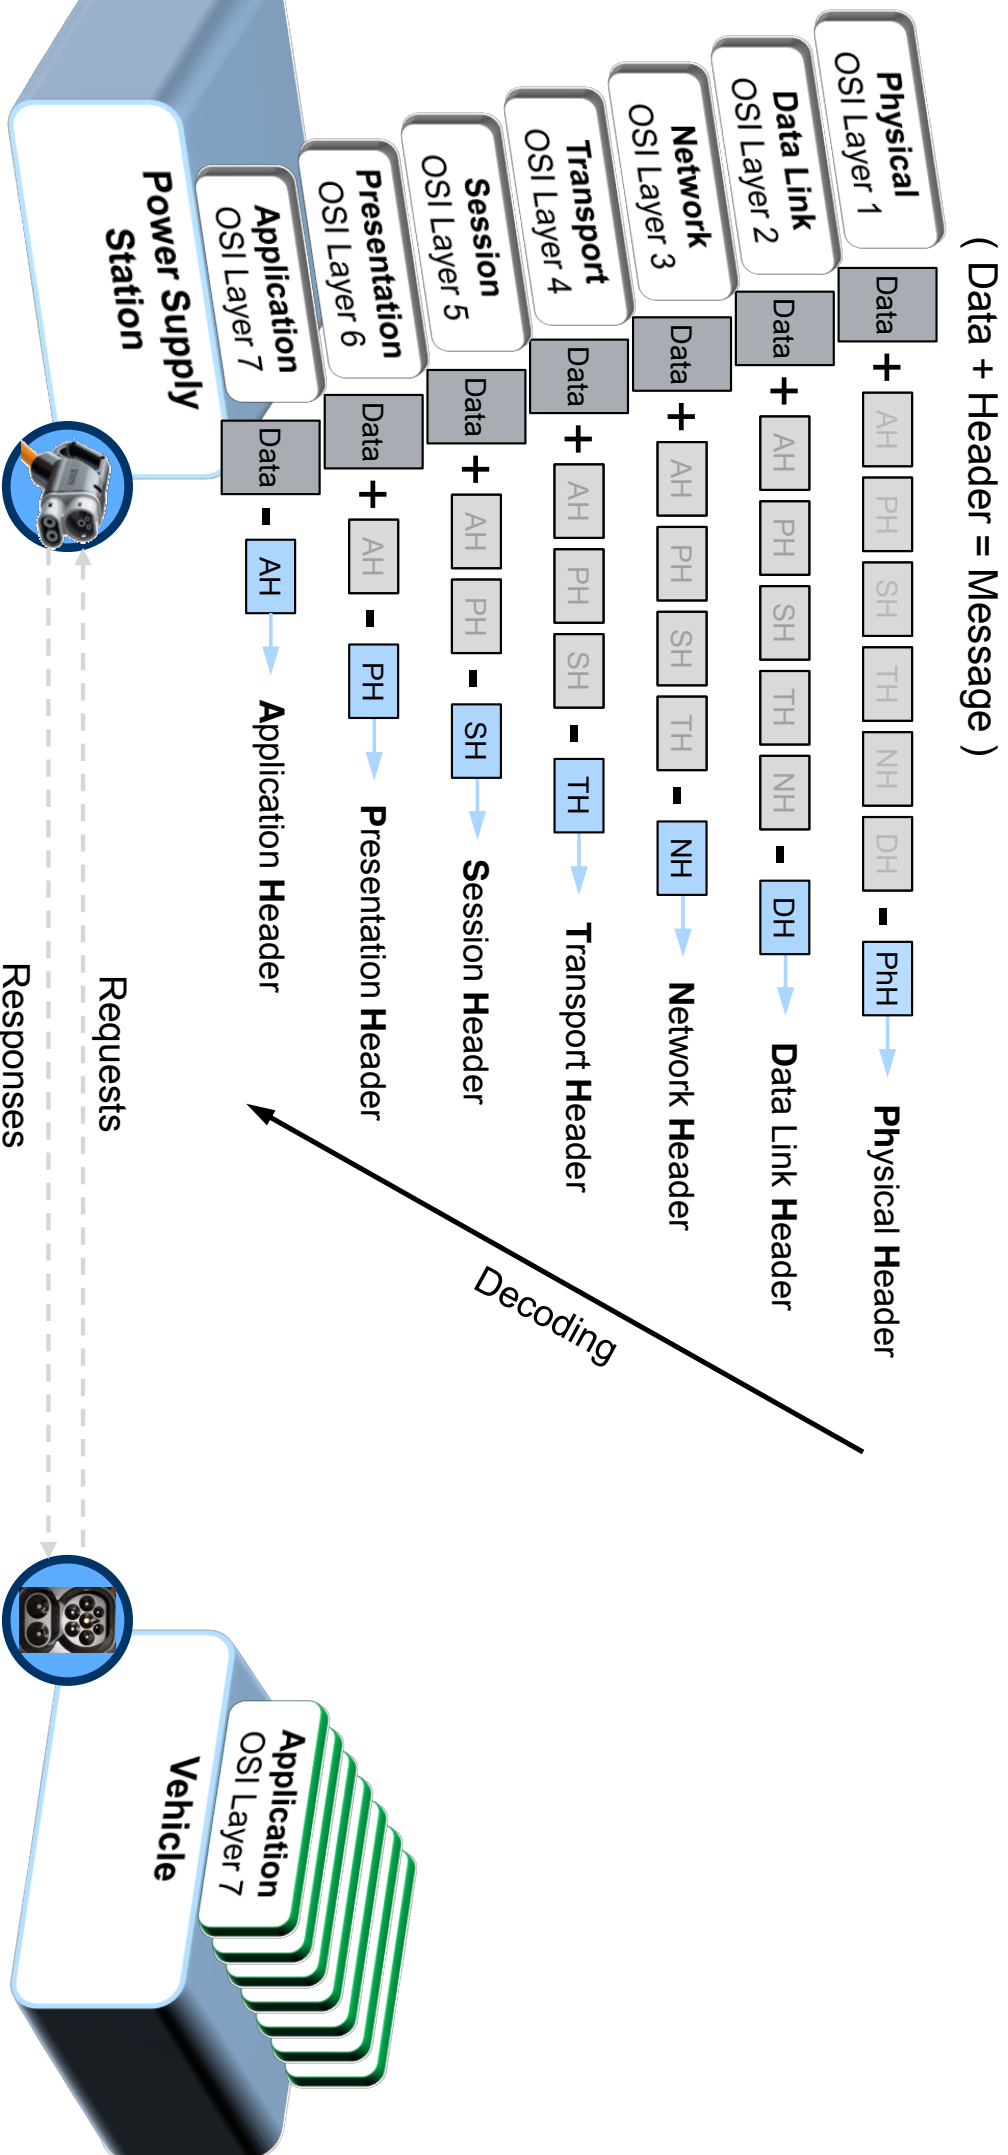 ( Data + Header = Message )
Physical
OSI Layer 1
Data + AH PH SH TH NH DH - PhH
Physical Header
Data Link
OSI Layer 2
Data + AH PH SH TH NH - DH
Data Link Header
Network
OSI Layer 3
Data + AH PH SH TH - NH
Network Header
Transport
OSI Layer 4
Data + AH PH SH - TH
Transport Header
Session
OSI Layer 5
Data + AH PH - SH
Session Header
Presentation
OSI Layer 6
Data + AH - PH
Presentation Header
Application
OSI Layer 7
Data - AH
Application Header
Decoding
Power Supply
Station
Requests
Responses
Application
OSI Layer 7
Vehicle